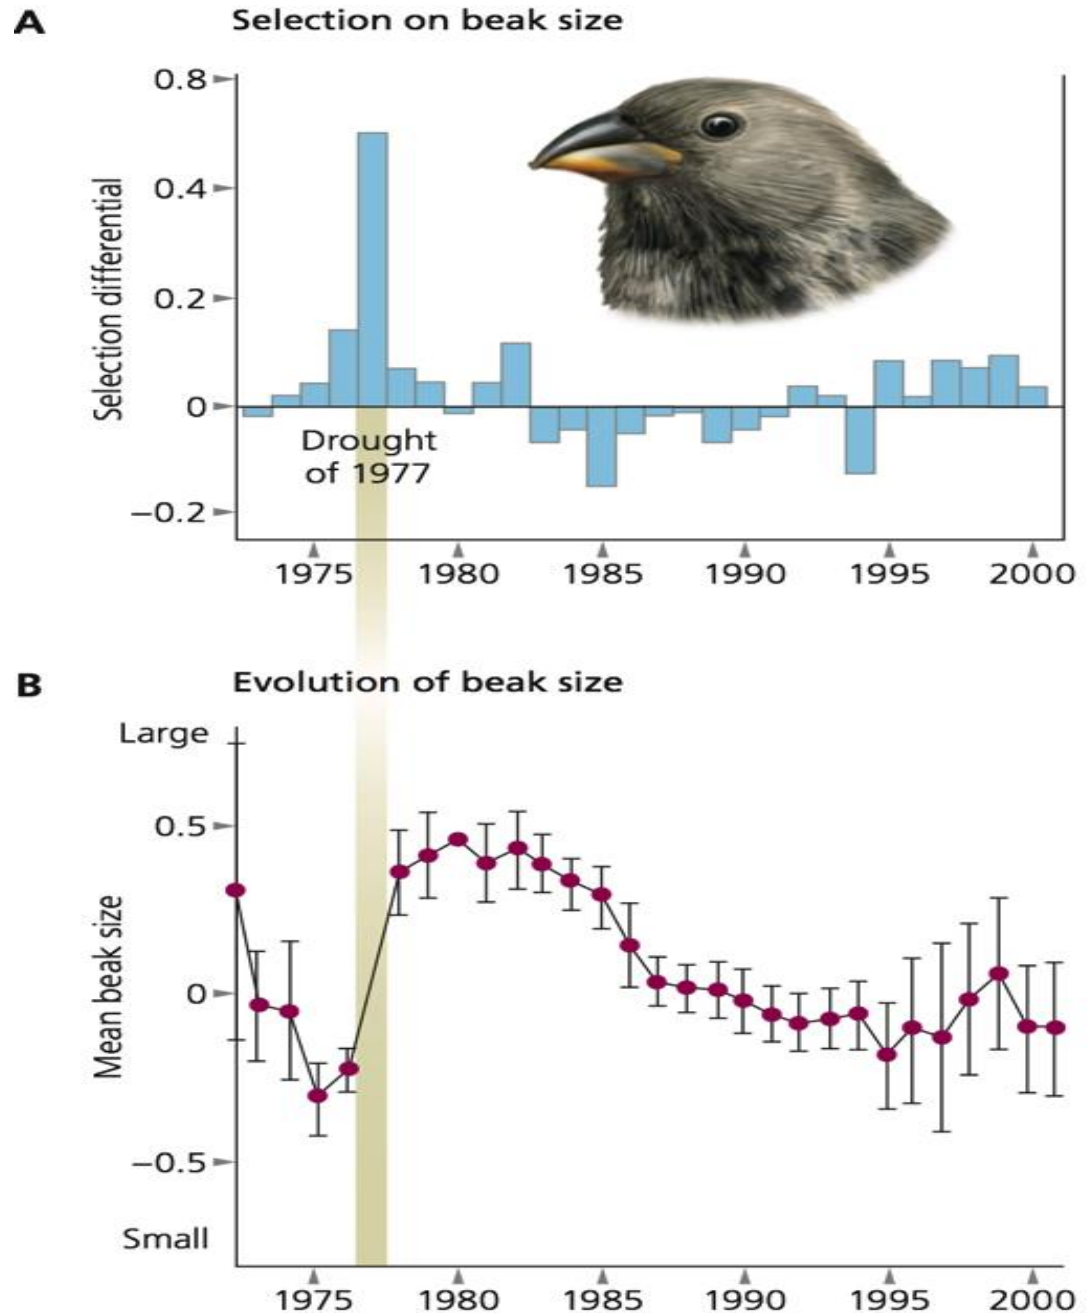 A
Selection on beak size
Selection differential
0.8
0.4
0.2
0
−0.2
Drought
of 1977
1975 1980 1985 1990 1995 2000
B
Evolution of beak size
Mean beak size
Large
0.5
0
−0.5
Small
1975 1980 1985 1990 1995 2000